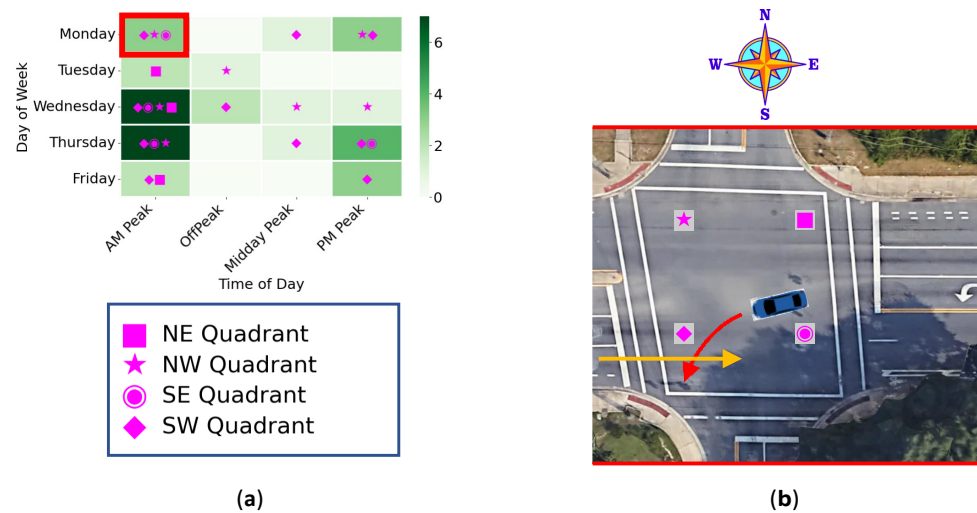 Day of Week
Monday
Tuesday
Wednesday
Thursday
Friday
6
4
2
0
AM Peak
OffPeak
Midday Peak
PM Peak
Time of Day
NE Quadrant
NW Quadrant
SE Quadrant
SW Quadrant
(a)
N
W
E
S
(b)